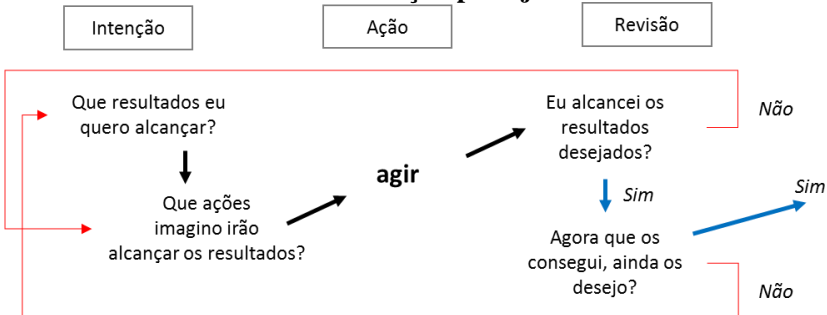 Intenção
Ação
Revisão
Que resultados eu
quero alcançar?
Que ações
imagino irão
alcançar os resultados?
agir
Eu alcancei os
resultados
desejados?
Não
Sim
Sim
Agora que os
consegui, ainda os
desejo?
Não